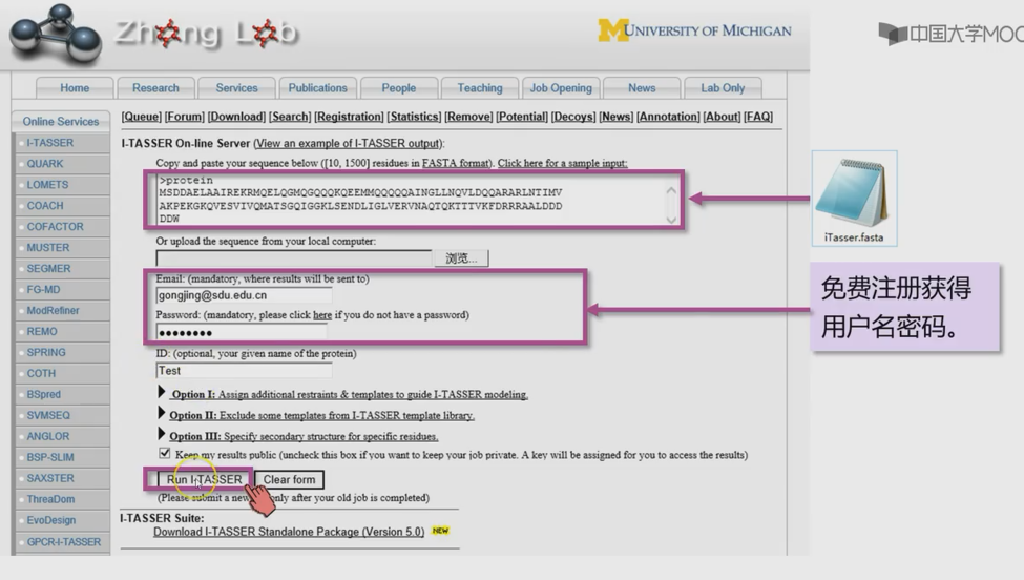 Zhang Lab
M UNIVERSITY OF MICHIGAN
中国大学MOO
Home Research Services Publications People Teaching Job Opening News Lab Only
Online Services
I-TASSER
QUARK
LOMETS
COACH
COFACTOR
MUSTER
SEGMER
FG-MD
ModRefiner
REMO
SPRING
COTH
BSpred
SVMSEQ
ANGLOR
BSP-SLIM
SAXSTER
ThreaDom
EvoDesign
GPCR-I-TASSER
[Queue] [Forum] [Download] [Search] [Registration] [Statistics] [Remove] [Potential] [Decoys] [News] [Annotation] [About] [FAQ]
I-TASSER On-line Server (View an example of I-TASSER output):
Copy and paste your sequence below ([10, 1500] residues in FASTA format). Click here for a sample input:
>protein
MSDDAELAAIREKRMQELQGMQGQQQKQEEMMQQQQQAINGLLNQVLDQQARARLNTIMV
AKPEKGKQVESVIVQMATSGQIGGKLSENDLIGLVERVNAQTQKTTTVKFDRRRAALDDD
DDW
Or upload the sequence from your local computer:
浏览...
Email: (mandatory, where results will be sent to)
gongjing@sdu.edu.cn
Password: (mandatory, please click here if you do not have a password)
●●●●●●●●
ID: (optional, your given name of the protein)
Test
Option I: Assign additional restraints & templates to guide I-TASSER modeling.
Option II: Exclude some templates from I-TASSER template library.
Option III: Specify secondary structure for specific residues.
Keep my results public (uncheck this box if you want to keep your job private. A key will be assigned for you to access the results)
Run I-TASSER Clear form
(Please submit a new only after your old job is completed)
I-TASSER Suite:
Download I-TASSER Standalone Package (Version 5.0) NEW
iTasser.fasta
免费注册获得
用户名密码。